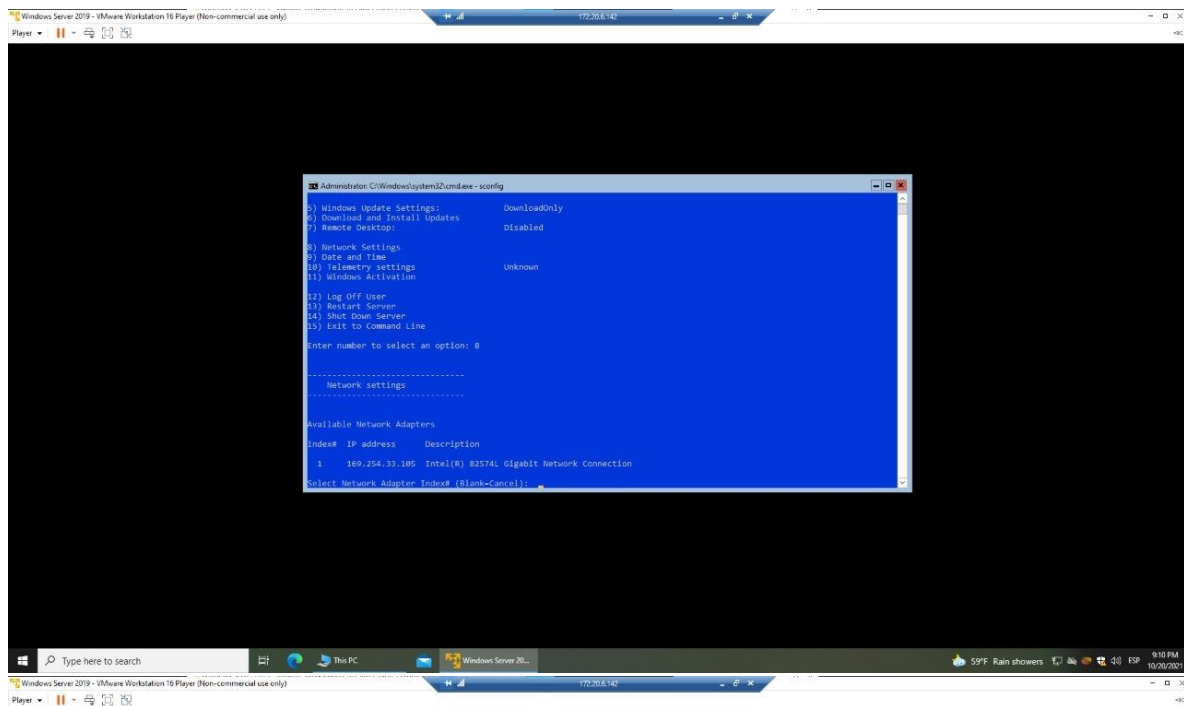 Windows Server 2019 - VMware Workstation 16 Player (Non-commercial use only)
172.20.6.142
Player
Administrator: C:\Windows\system32\cmd.exe - sconfig
5) Windows Update Settings: DownloadOnly
6) Download and Install Updates
7) Remote Desktop: Disabled
8) Network Settings
9) Date and Time
10) Telemetry settings Unknown
11) Windows Activation
12) Log Off User
13) Restart Server
14) Shut Down Server
15) Exit to Command Line
Enter number to select an option: 8
Network settings
Available Network Adapters
Index# IP address Description
1 169.254.33.105 Intel(R) 82574L Gigabit Network Connection
Select Network Adapter Index# (Blank=Cancel):
Type here to search
This PC
Windows Server 20...
59°F Rain showers
ESP
9:10 PM
10/20/2021
Windows Server 2019 - VMware Workstation 16 Player (Non-commercial use only)
172.20.6.142
Player